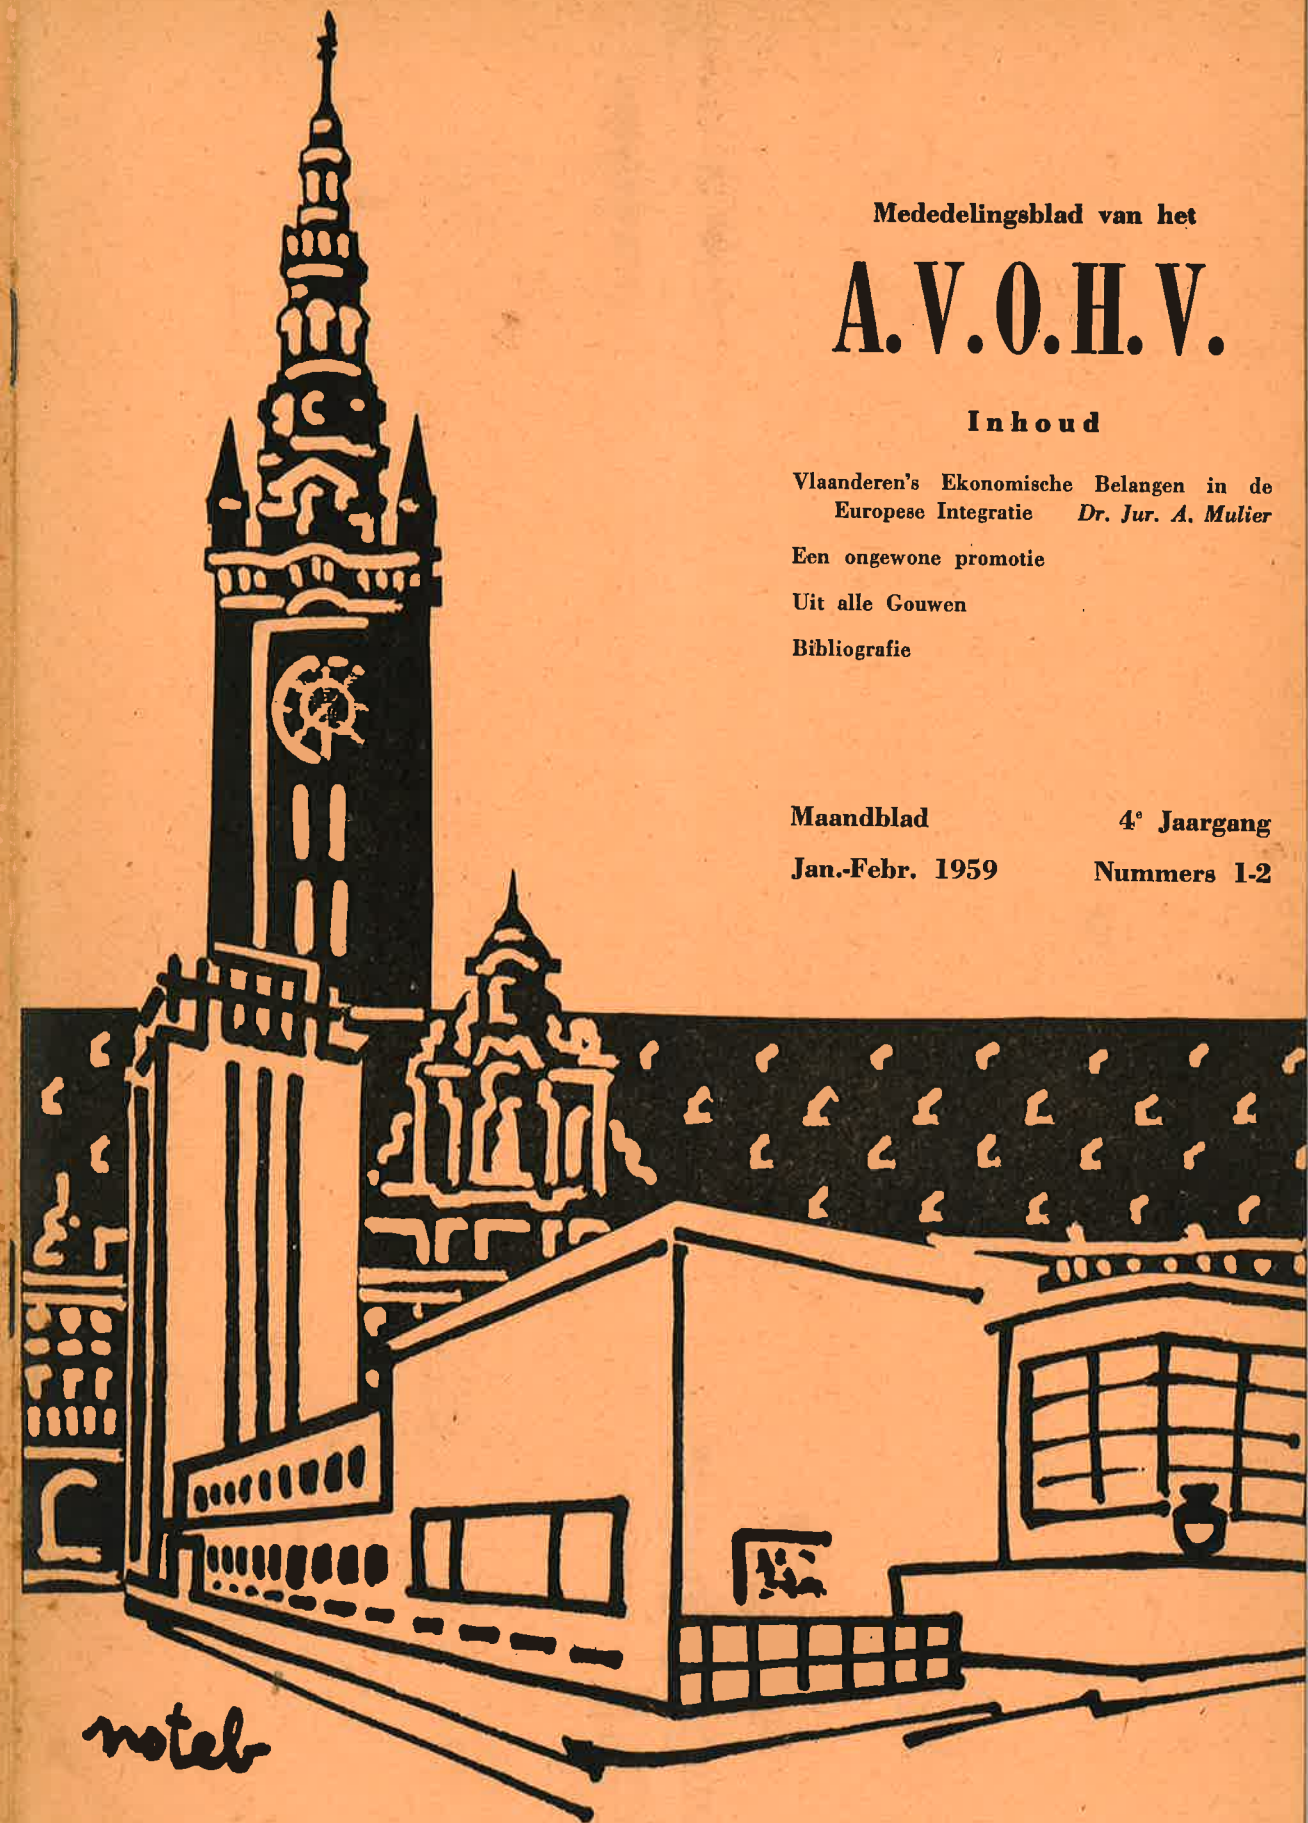 Mededelingsblad van het
A.V.O.H.V.
Inhoud
Vlaanderen's Ekonomische Belangen in de
Europese Integratie Dr. Jur. A. Mulier
Een ongewone promotie
Uit alle Gouwen
Bibliografie
Maandblad 4e Jaargang
Jan.-Febr. 1959 Nummers 1-2
noteb